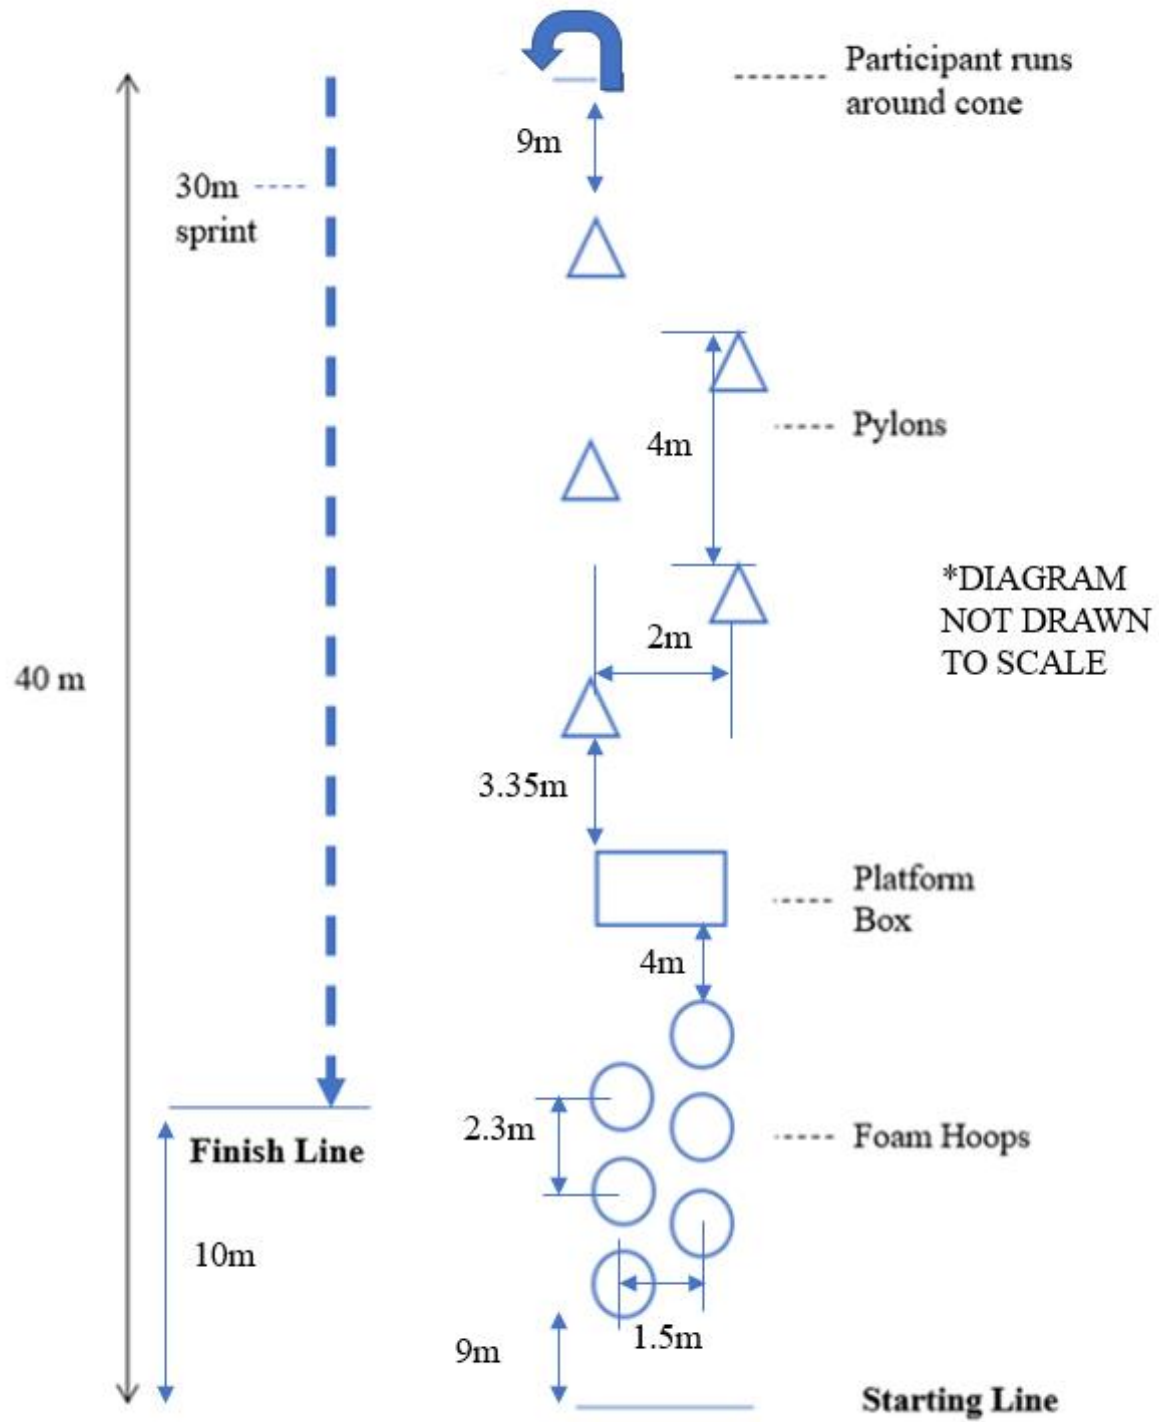 Participant runs
around cone
9m
30m
sprint
Pylons
4m
*DIAGRAM
NOT DRAWN
TO SCALE
2m
40 m
3.35m
Platform
Box
4m
2.3m
Foam Hoops
Finish Line
10m
1.5m
9m
Starting Line